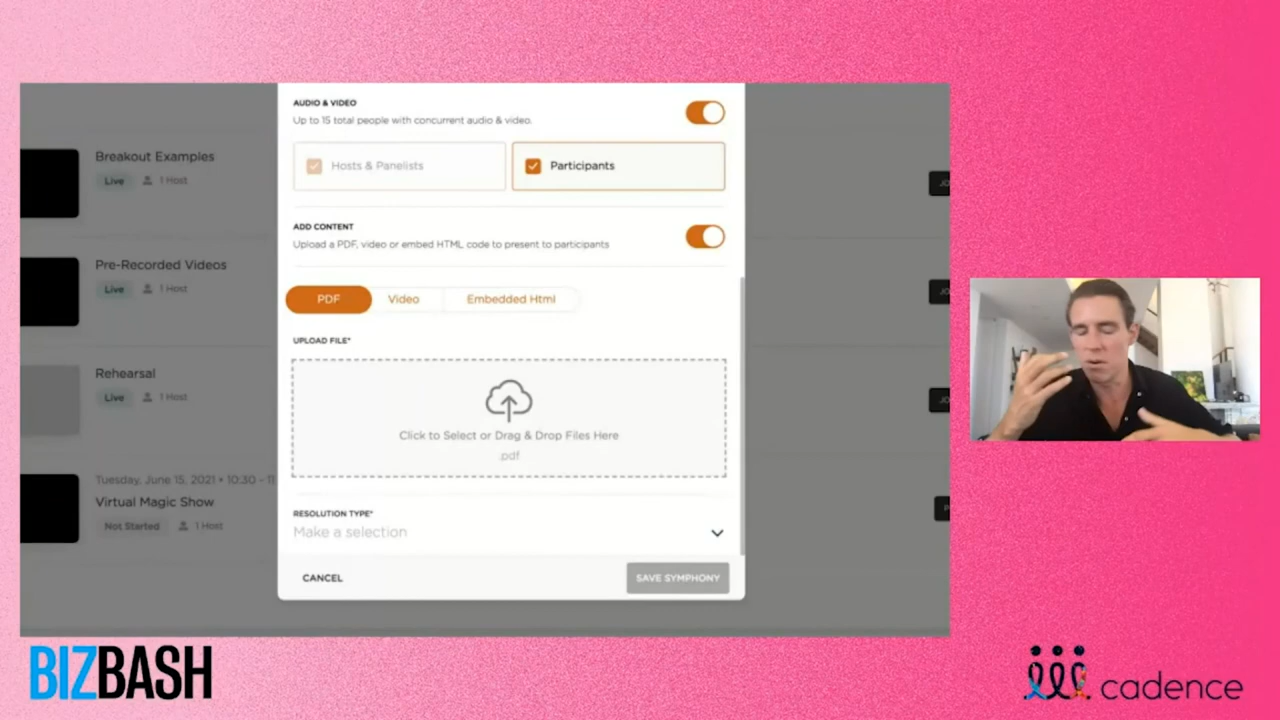 AUDIO & VIDEO
Up to 15 total people with concurrent audio & video.
Hosts & Panelists
Participants
ADD CONTENT
Upload a PDF, video or embed HTML code to present to participants
PDF
Video
Embedded Html
UPLOAD FILE*
Click to Select or Drag & Drop Files Here
.pdf
RESOLUTION TYPE*
Make a selection
CANCEL
SAVE SYMPHONY
Breakout Examples
Live
1 Host
JO
Pre-Recorded Videos
Live
1 Host
JO
Rehearsal
Live
1 Host
JO
Tuesday, June 15, 2021 • 10:30 - 11
Virtual Magic Show
Not Started
1 Host
P
BIZBASH
cadence